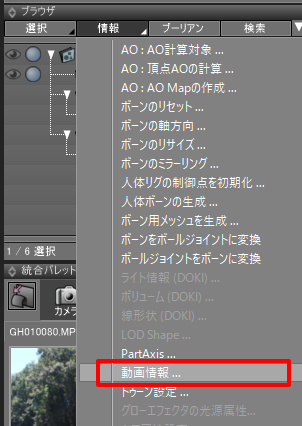 ブラウザ
選択 情報 ブーリアン 検索
AO : AO計算対象 ...
AO : 頂点AOの計算 ...
AO : AO Mapの作成 ...
ボーンのリセット ...
ボーンの軸方向 ...
ボーンのリサイズ ...
ボーンのミラーリング ...
人体リグの制御点を初期化 ...
人体ボーンの生成 ...
ボーン用メッシュを生成 ...
ボーンをボールジョイントに変換
ボールジョイントをボーンに変換
ライト情報 (DOKI) ...
ボリューム (DOKI) ...
線形状 (DOKI) ...
LOD Shape ...
PartAxis ...
動画情報 ...
トゥーン設定 ...
グローエフェクタの光源属性...
1 / 6 選択
統合パレット
カメラ
GH010080.MP